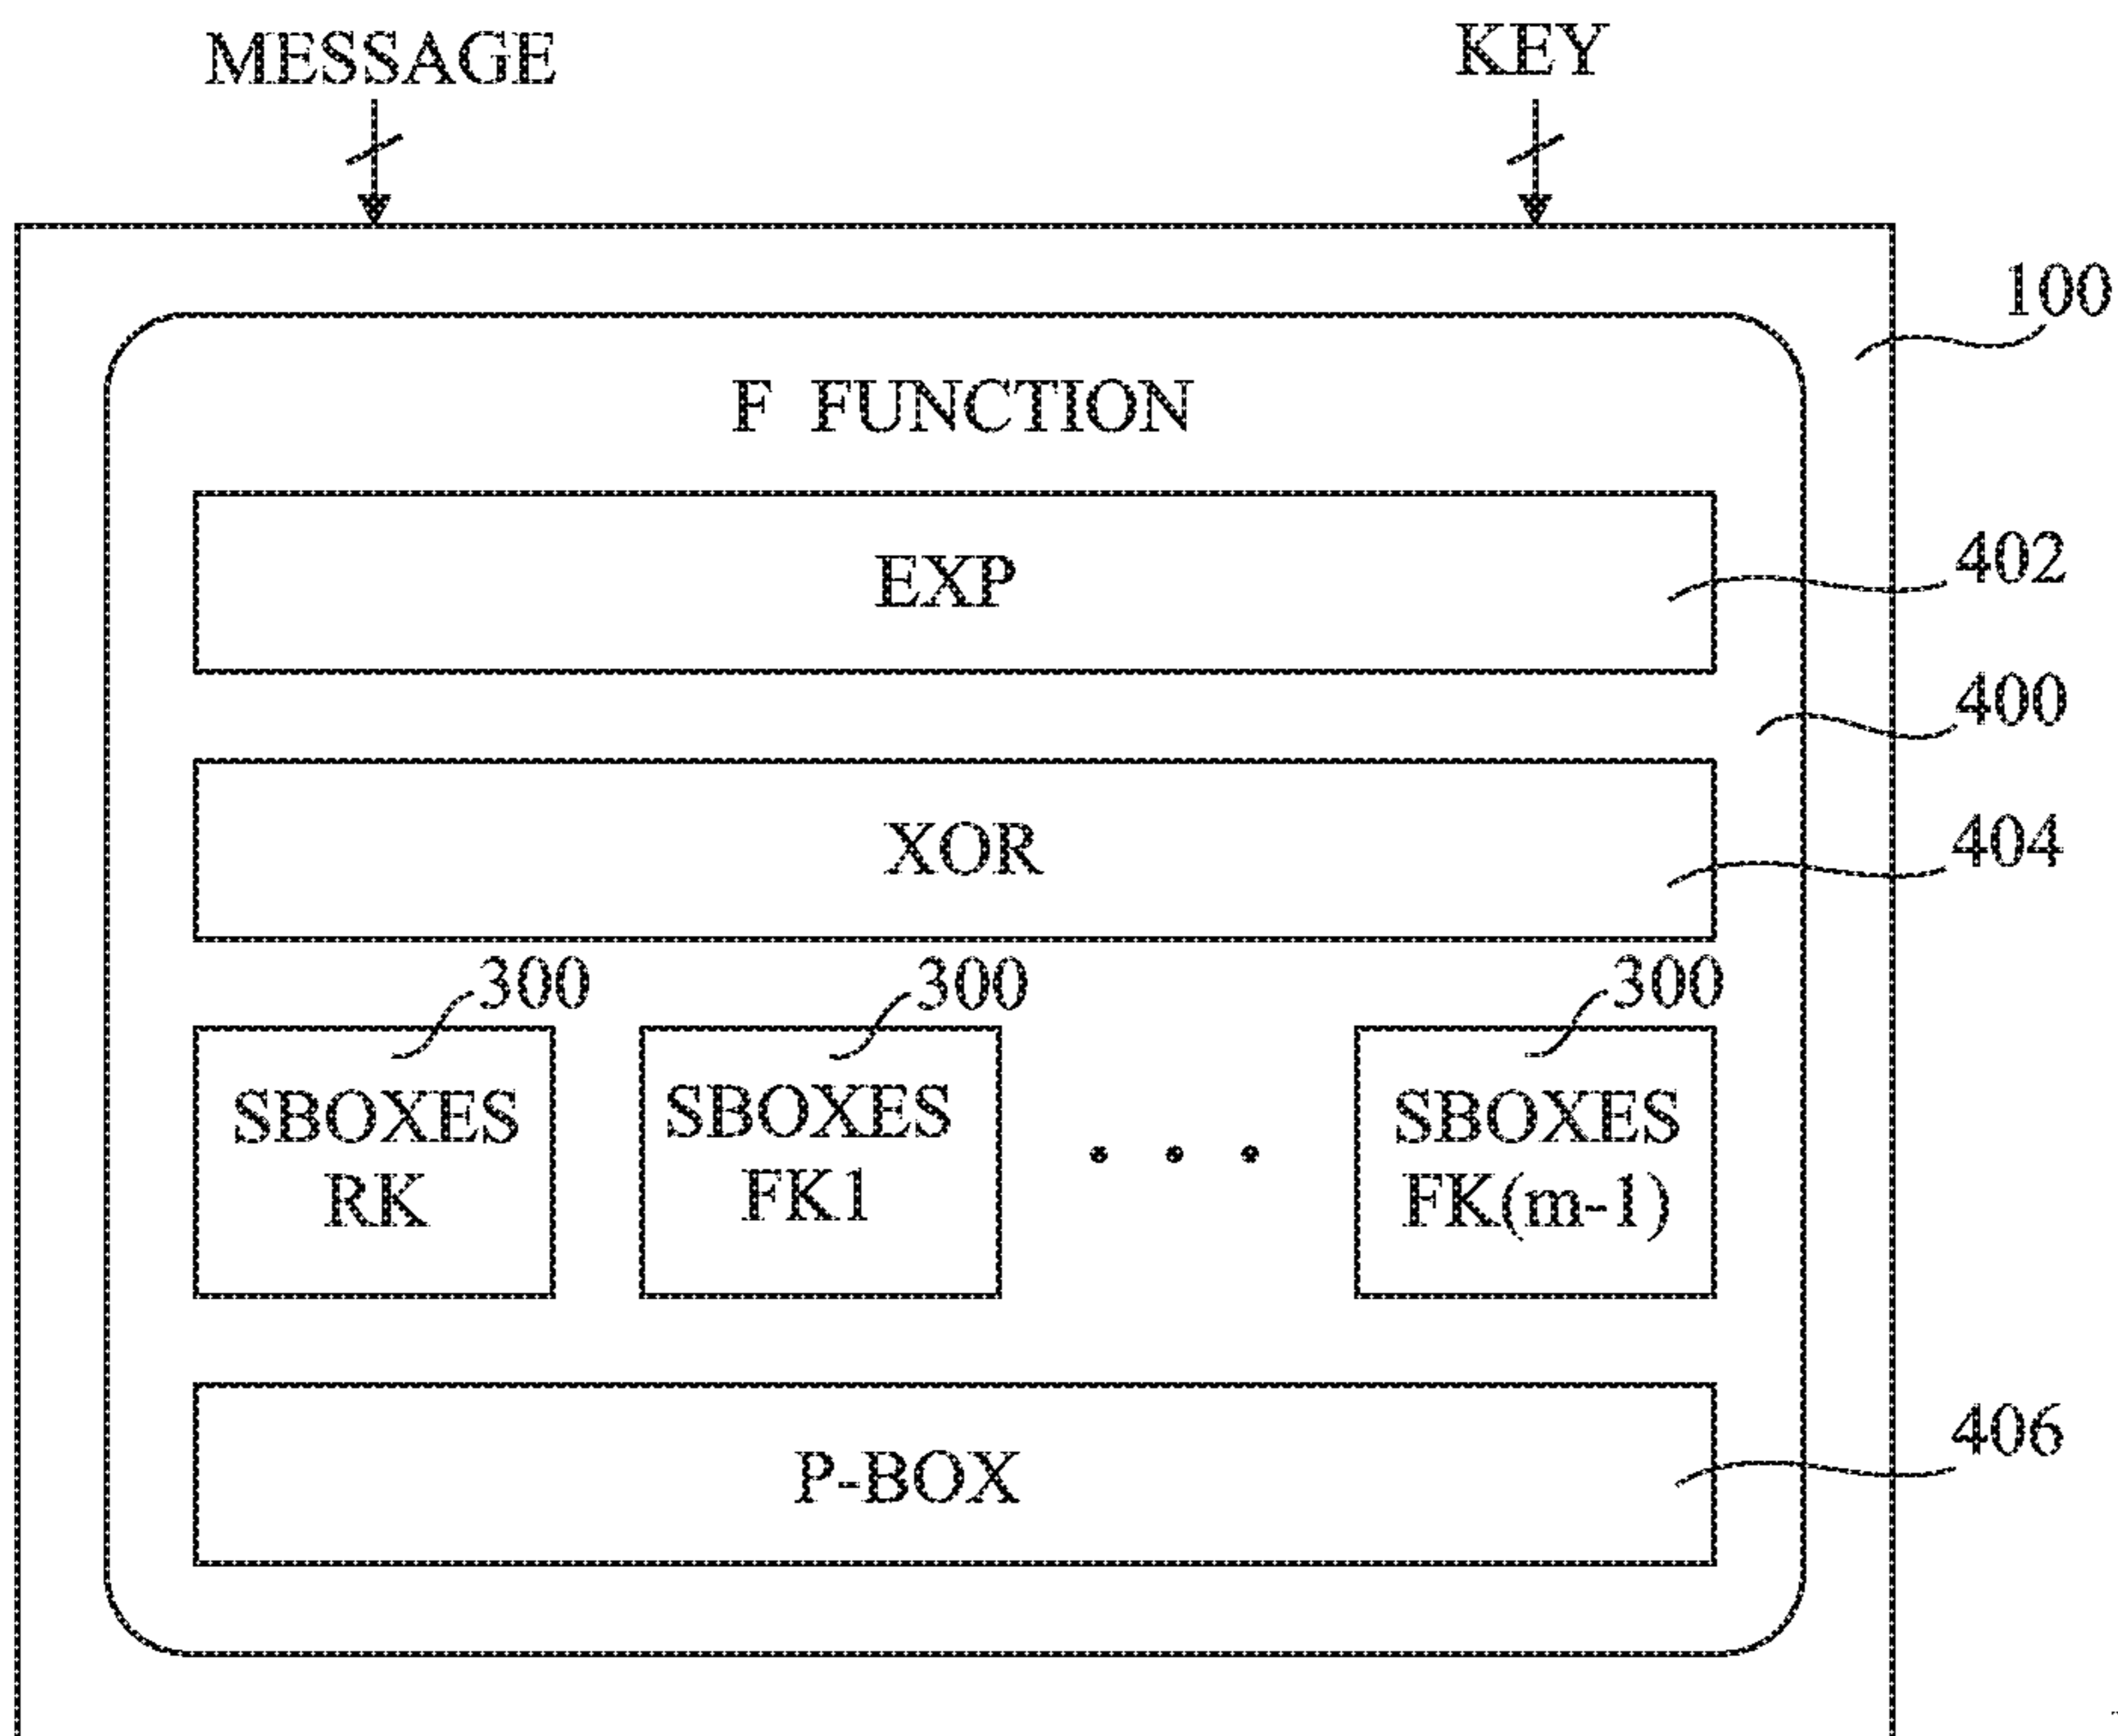 MESSAGE
KEY
100
F FUNCTION
EXP
402
400
XOR
404
300
300
300
SBOXES
RK
SBOXES
FK1
SBOXES
FK(m-1)
P-BOX
406